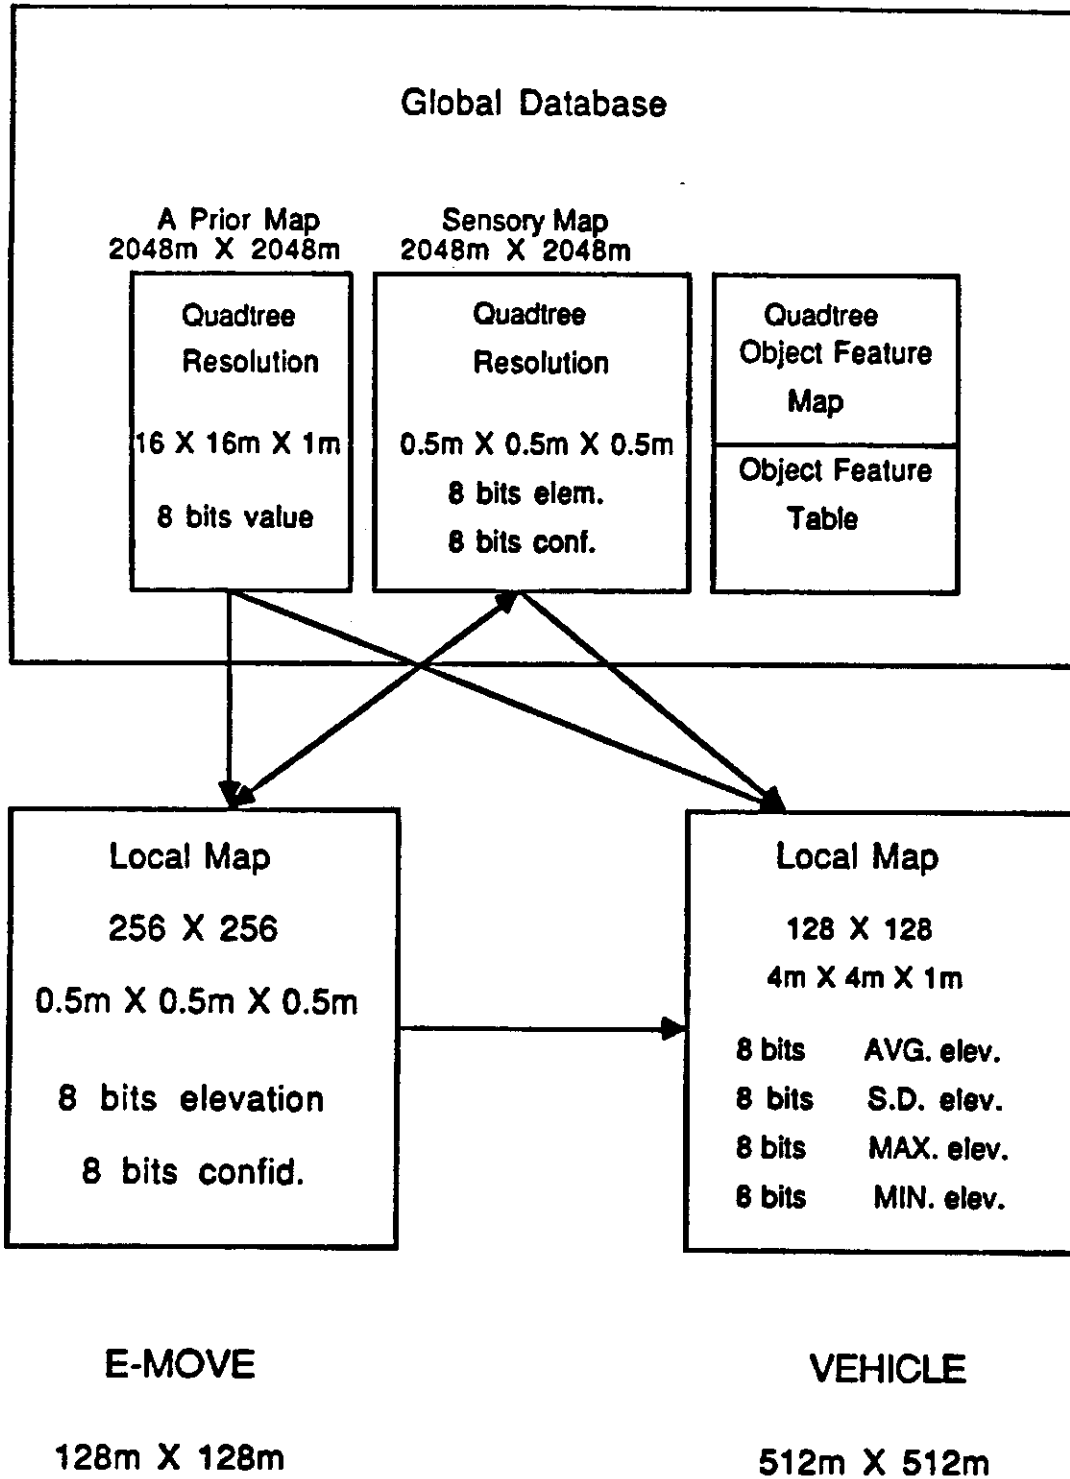 Global Database
A Prior Map
2048m X 2048m
Quadtree
Resolution
16 X 16m X 1m
8 bits value
Sensory Map
2048m X 2048m
Quadtree
Resolution
0.5m X 0.5m X 0.5m
8 bits elem.
8 bits conf.
Quadtree
Object Feature
Map
Object Feature
Table
Local Map
256 X 256
0.5m X 0.5m X 0.5m
8 bits elevation
8 bits confid.
Local Map
128 X 128
4m X 4m X 1m
8 bits AVG. elev.
8 bits S.D. elev.
8 bits MAX. elev.
8 bits MIN. elev.
E-MOVE
128m X 128m
VEHICLE
512m X 512m